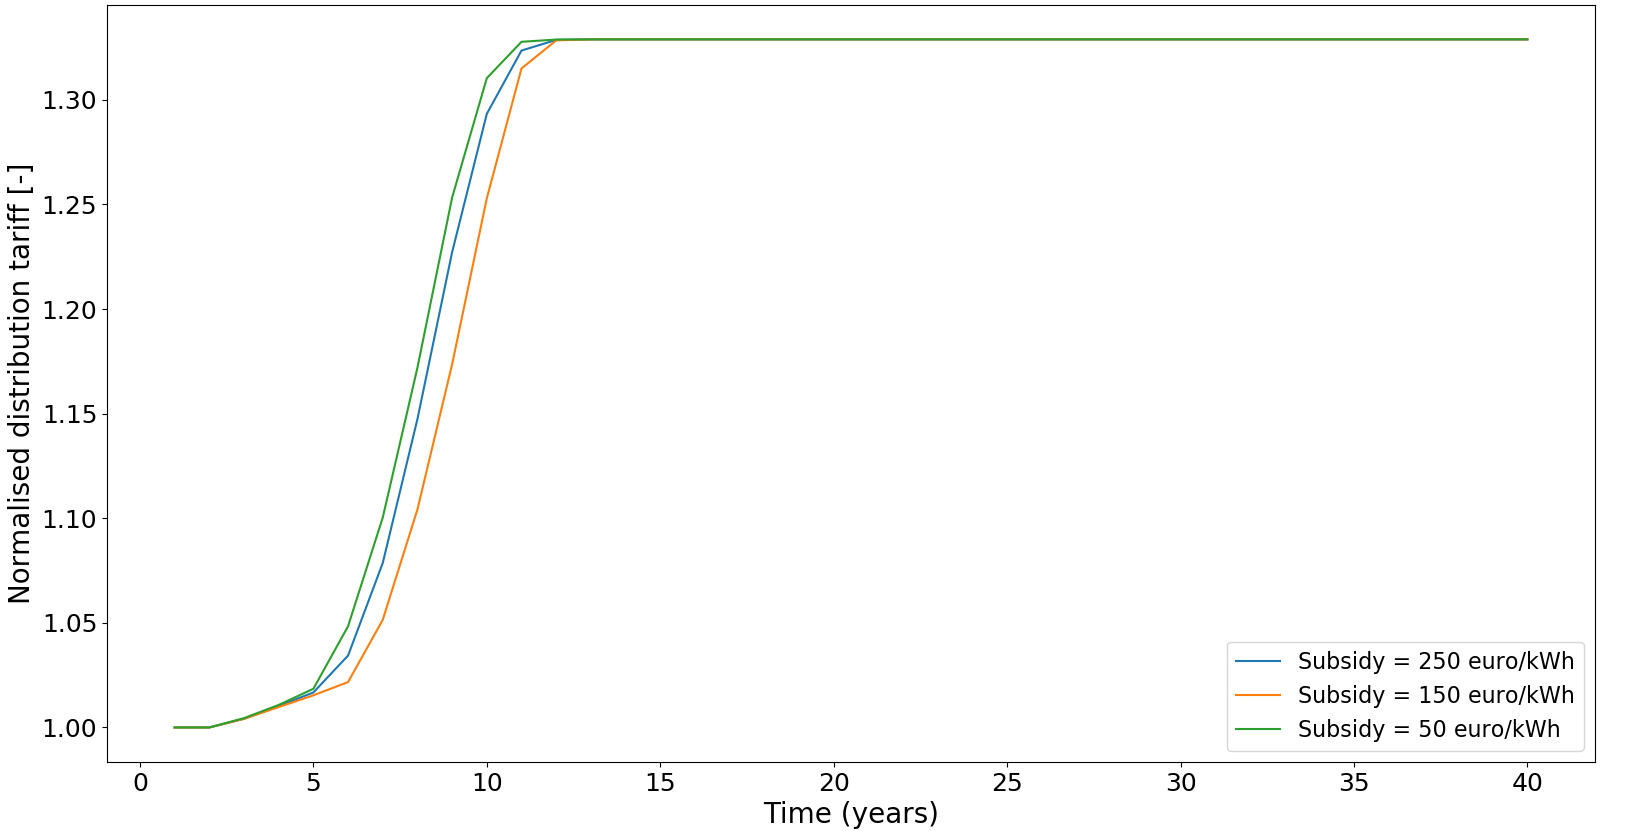 Normalised distribution tariff [-]
1.30
1.25
1.20
1.15
1.10
1.05
1.00
0 5 10 15 20 25 30 35 40
Time (years)
Subsidy = 250 euro/kWh
Subsidy = 150 euro/kWh
Subsidy = 50 euro/kWh